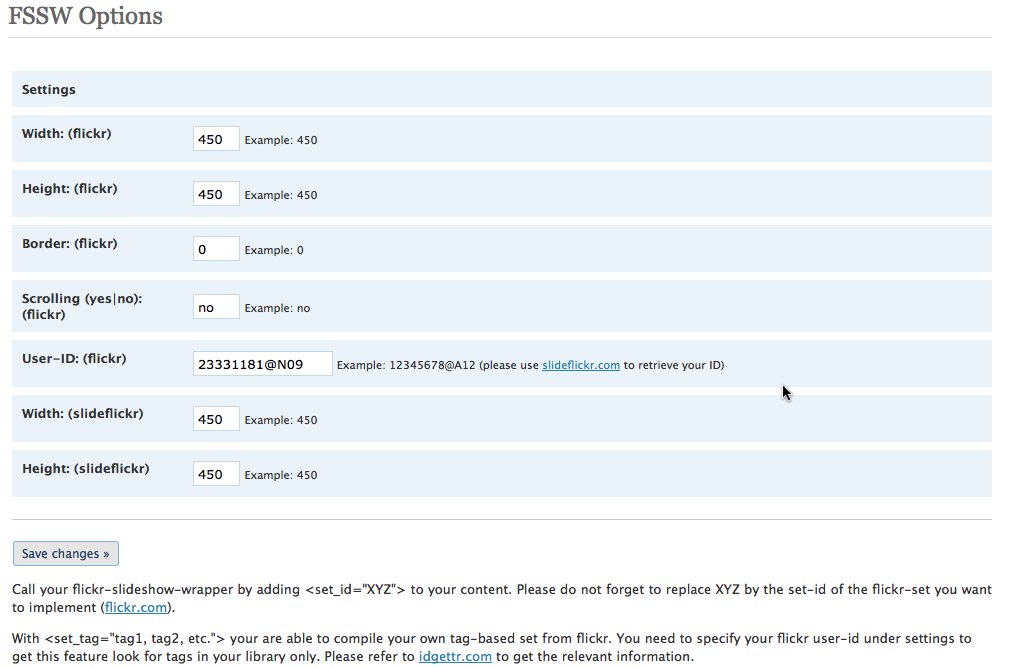 FSSW Options
Settings
Width: (flickr) 450 Example: 450
Height: (flickr) 450 Example: 450
Border: (flickr) 0 Example: 0
Scrolling (yes|no):
(flickr) no Example: no
User-ID: (flickr) 23331181@N09 Example: 12345678@A12 (please use slideflickr.com to retrieve your ID)
Width: (slideflickr) 450 Example: 450
Height: (slideflickr) 450 Example: 450
Save changes »
Call your flickr-slideshow-wrapper by adding <set_id="XYZ"> to your content. Please do not forget to replace XYZ by the set-id of the flickr-set you want
to implement (flickr.com).
With <set_tag="tag1, tag2, etc."> your are able to compile your own tag-based set from flickr. You need to specify your flickr user-id under settings to
get this feature look for tags in your library only. Please refer to idgettr.com to get the relevant information.